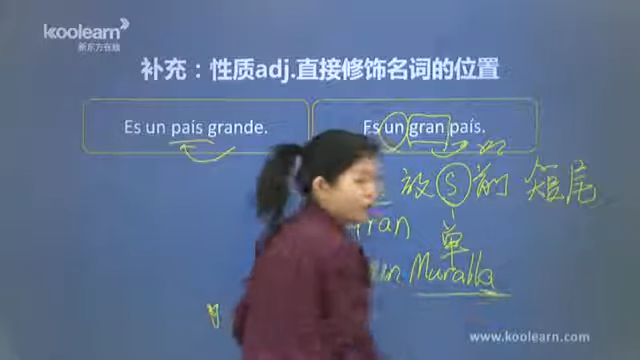 koolearn
新东方在线
补充：性质adj.直接修饰名词的位置
Es un país grande.
Es un gran país.
放 S 前 短尾
gran
单
Muralla
www.koolearn.com